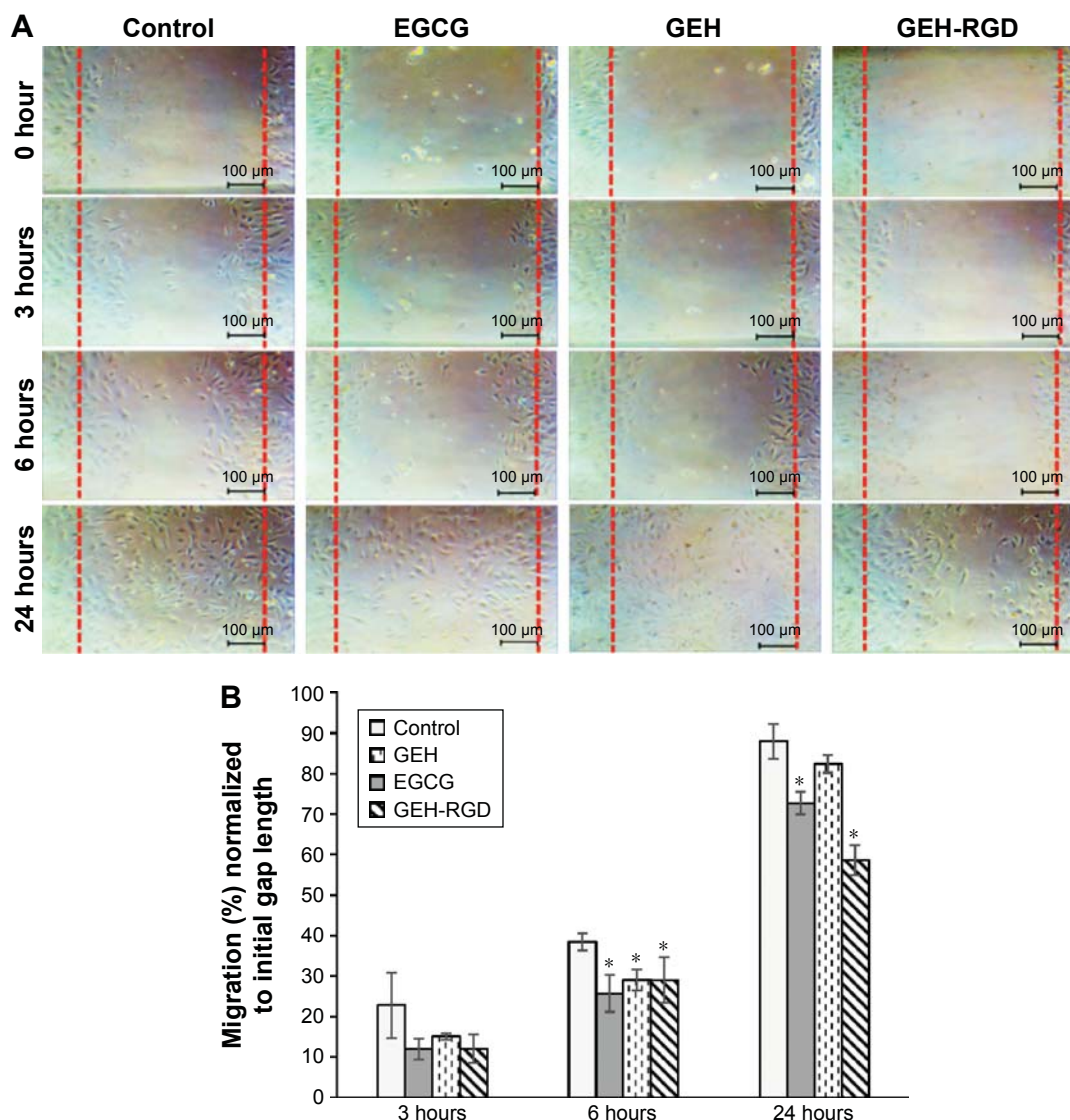 A
Control
EGCG
GEH
GEH-RGD
0 hour
100 µm
100 µm
100 µm
100 µm
3 hours
100 µm
100 µm
100 µm
100 µm
6 hours
100 µm
100 µm
100 µm
100 µm
24 hours
100 µm
100 µm
100 µm
100 µm
B
Migration (%) normalized
to initial gap length
100
90
80
70
60
50
40
30
20
10
0
Control
GEH
EGCG
GEH-RGD
*
*
*
*
*
3 hours
6 hours
24 hours